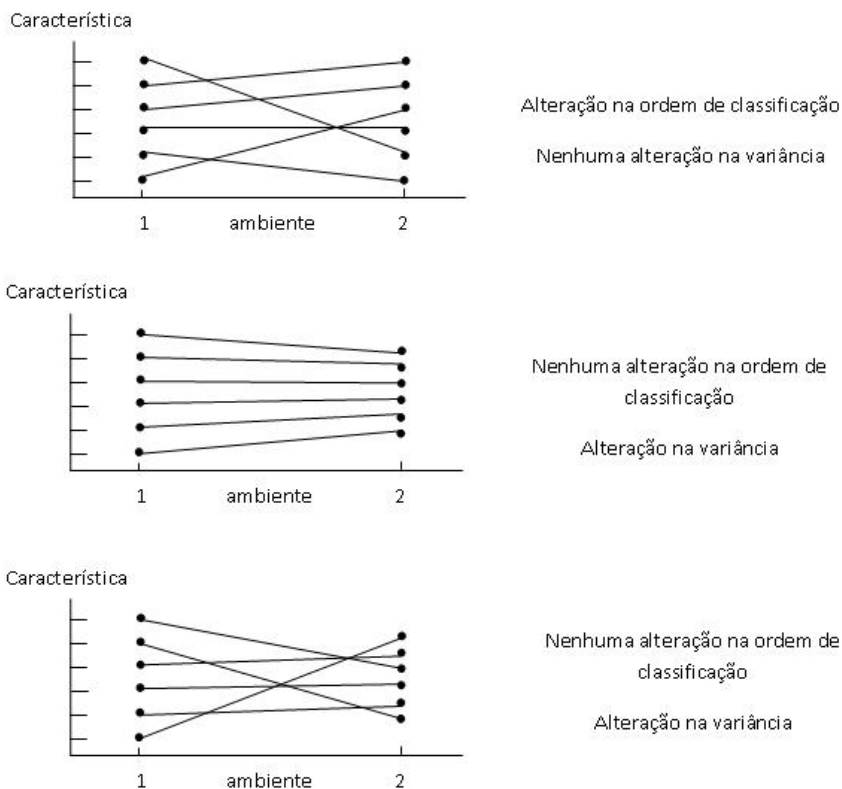 Característica
Alteração na ordem de classificação
Nenhuma alteração na variância
1 ambiente 2
Característica
Nenhuma alteração na ordem de
classificação
Alteração na variância
1 ambiente 2
Característica
Nenhuma alteração na ordem de
classificação
Alteração na variância
1 ambiente 2